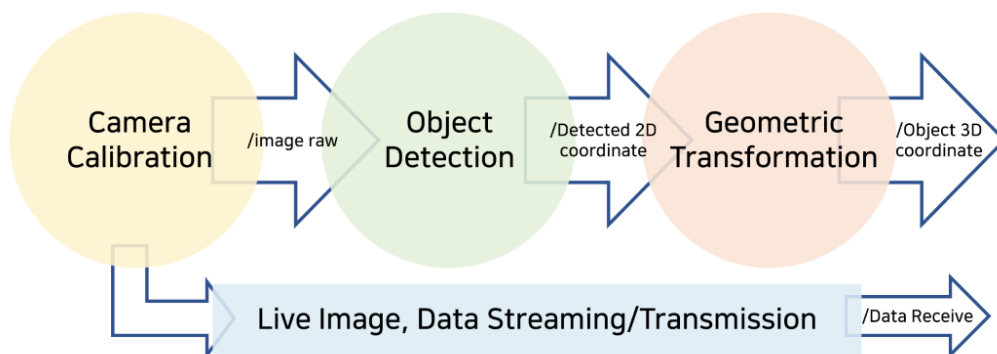 Camera
Calibration
/image raw
Object
Detection
/Detected 2D
coordinate
Geometric
Transformation
/Object 3D
coordinate
Live Image, Data Streaming/Transmission
/Data Receive